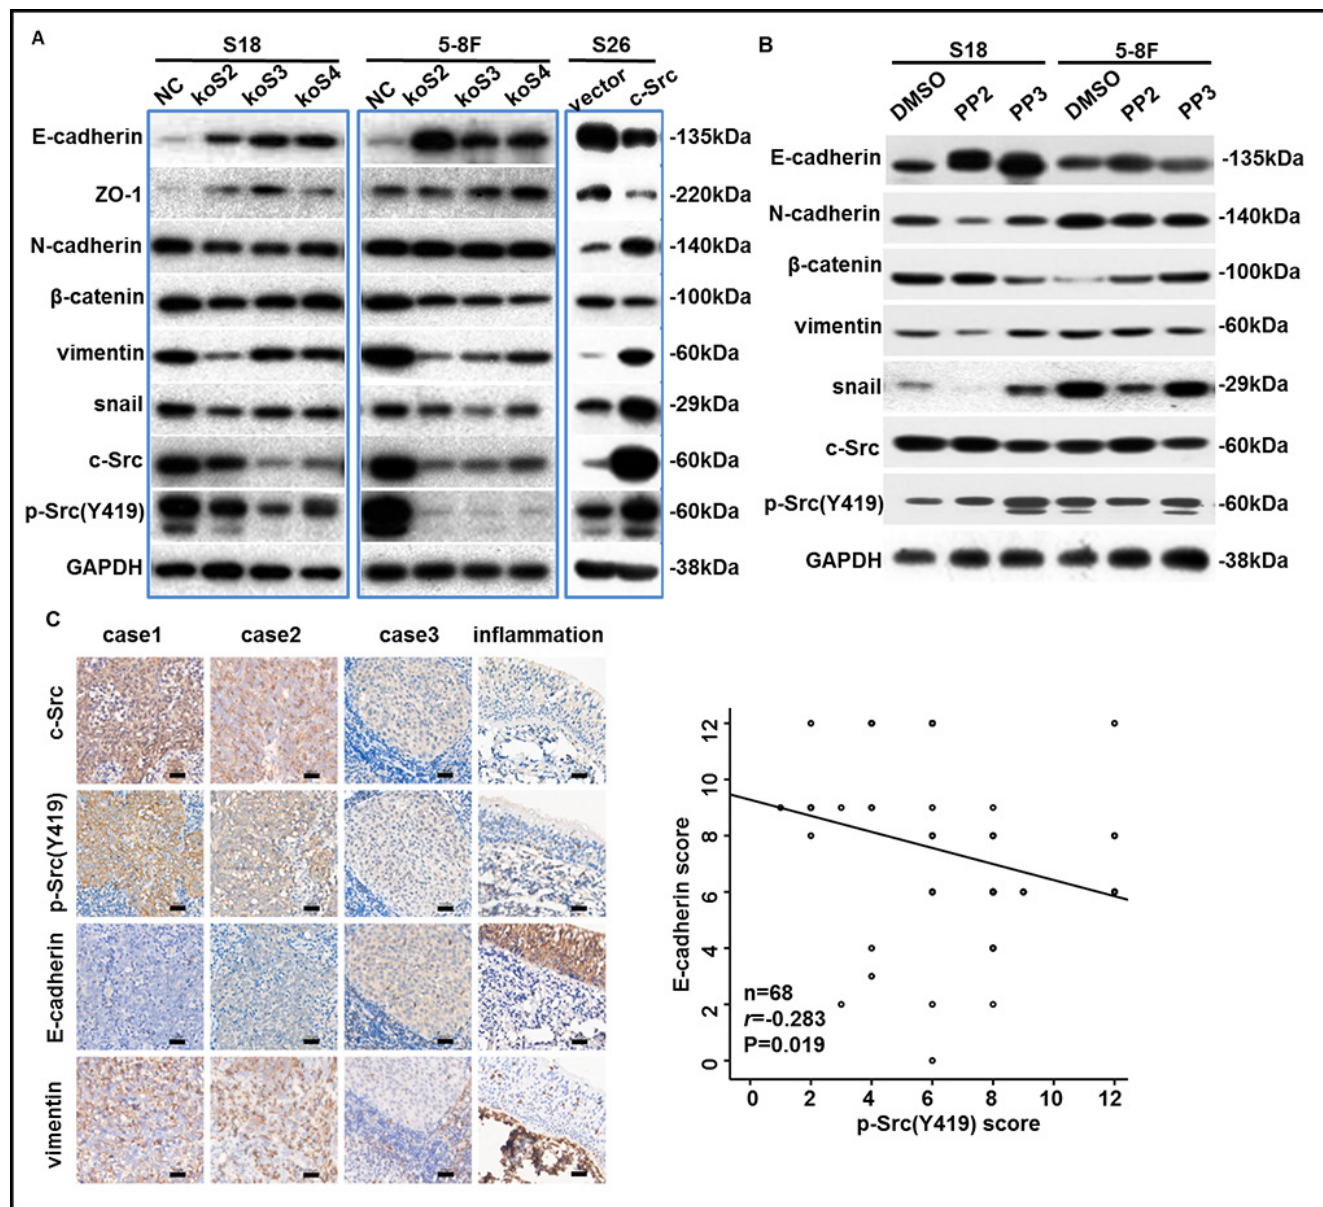 A
S18
5-8F
S26
NC
koS2
koS3
koS4
NC
koS2
koS3
koS4
vector
c-Src
E-cadherin
-135kDa
ZO-1
-220kDa
N-cadherin
-140kDa
β-catenin
-100kDa
vimentin
-60kDa
snail
-29kDa
c-Src
-60kDa
p-Src(Y419)
-60kDa
GAPDH
-38kDa
B
S18
5-8F
DMSO
PP2
PP3
DMSO
PP2
PP3
E-cadherin
-135kDa
N-cadherin
-140kDa
β-catenin
-100kDa
vimentin
-60kDa
snail
-29kDa
c-Src
-60kDa
p-Src(Y419)
-60kDa
GAPDH
-38kDa
C
case1
case2
case3
inflammation
c-Src
p-Src(Y419)
E-cadherin
vimentin
E-cadherin score
12
10
8
6
4
2
0
n=68
r=-0.283
P=0.019
0 2 4 6 8 10 12
p-Src(Y419) score